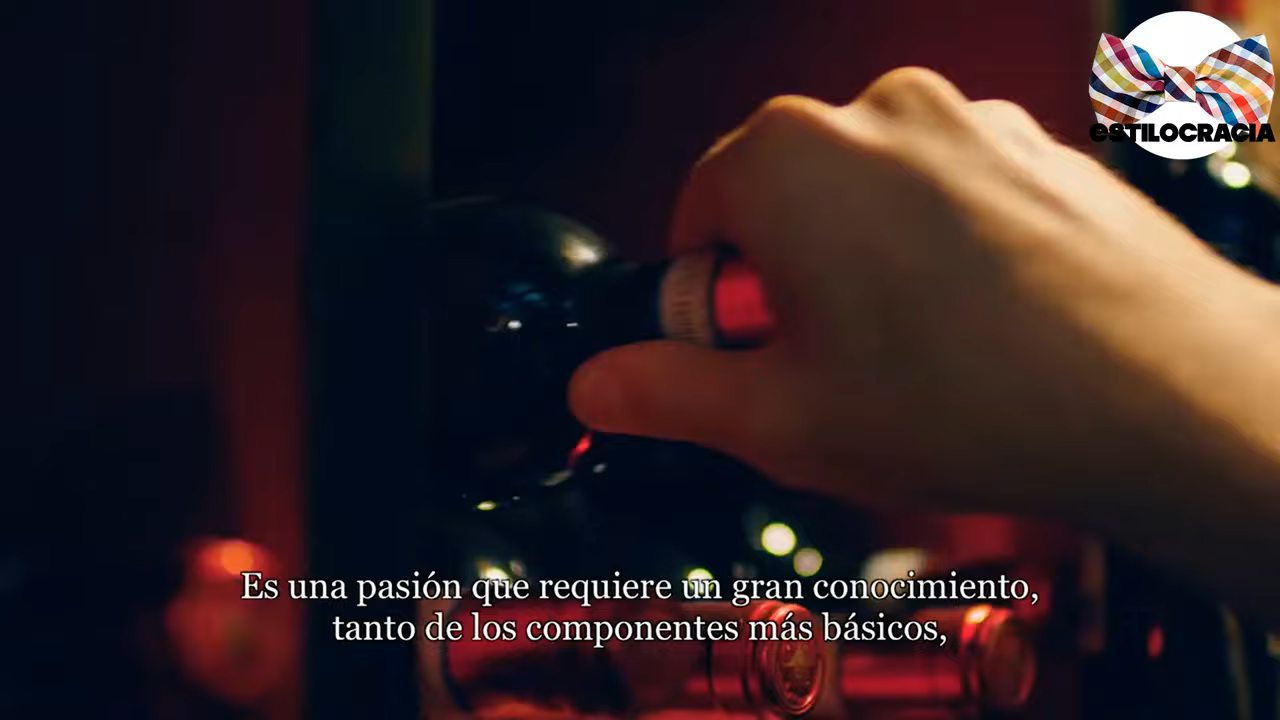 eSTILOCRACIA
Es una pasión que requiere un gran conocimiento,
tanto de los componentes más básicos,